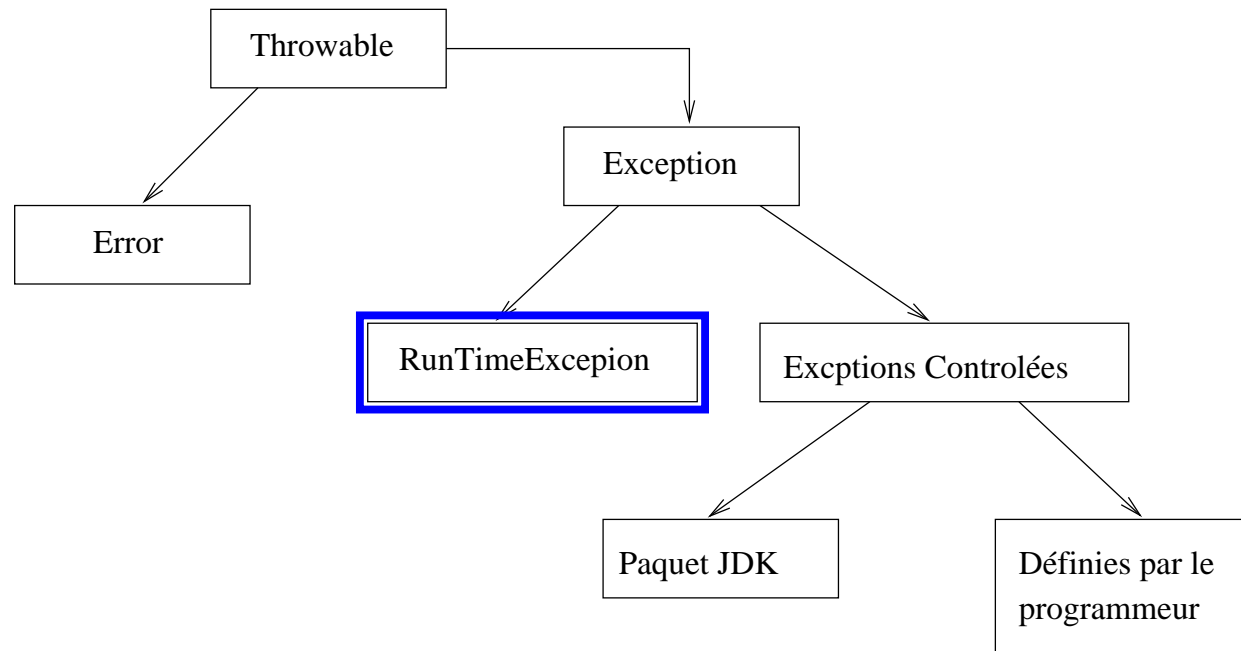 Throwable
Exception
Error
RunTimeExcepion
Excptions Controlées
Paquet JDK
Définies par le
programmeur